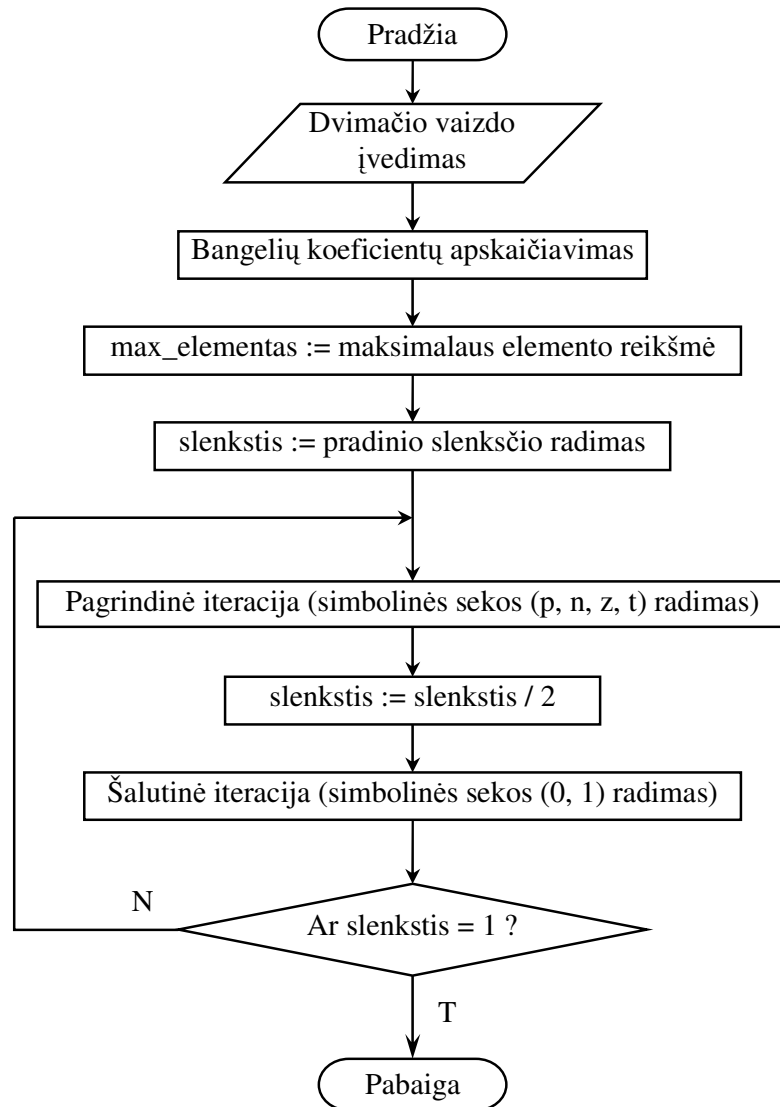 Pradžia
Dvimačio vaizdo
įvedimas
Bangelių koeficientų apskaičiavimas
max_elementas := maksimalaus elemento reikšmė
slenkstis := pradinio slenksčio radimas
Pagrindinė iteracija (simbolinės sekos (p, n, z, t) radimas)
slenkstis := slenkstis / 2
Šalutinė iteracija (simbolinės sekos (0, 1) radimas)
N
Ar slenkstis = 1 ?
T
Pabaiga